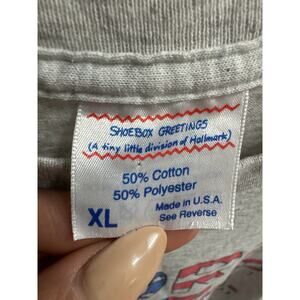 SHOEBOX GREETINGS
(A tiny little division of Hallmark)
50% Cotton
50% Polyester
Made in U.S.A.
XL See Reverse